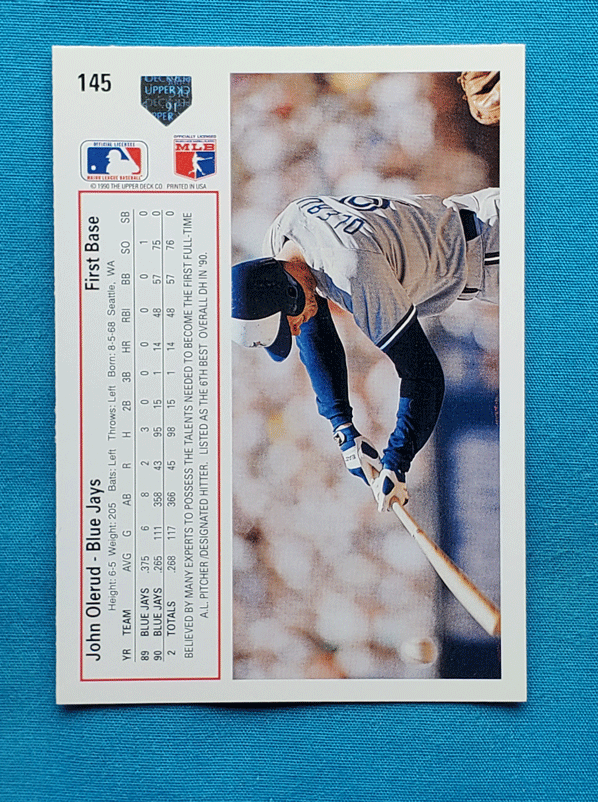 145
DECK
UPPER
DECK
91
UPPER
OFFICIAL LICENSEE
MAJOR LEAGUE BASEBALL
OFFICIALLY LICENSED
MLB
© 1990 THE UPPER DECK CO. PRINTED IN USA
John Olerud - Blue Jays First Base
Height: 6-5 Weight: 205 Bats: Left Throws: Left Born: 8-5-68 Seattle, WA
YR TEAM AVG G AB R H 2B 3B HR RBI BB SO SB
89 BLUE JAYS .375 6 8 2 3 0 0 0 0 0 1 0
90 BLUE JAYS .265 111 358 43 95 15 1 14 48 57 75 0
2 TOTALS .268 117 366 45 98 15 1 14 48 57 76 0
BELIEVED BY MANY EXPERTS TO POSSESS THE TALENTS NEEDED TO BECOME THE FIRST FULL-TIME
A.L. PITCHER/DESIGNATED HITTER. LISTED AS THE 6TH BEST OVERALL DH IN '90.
OLERU